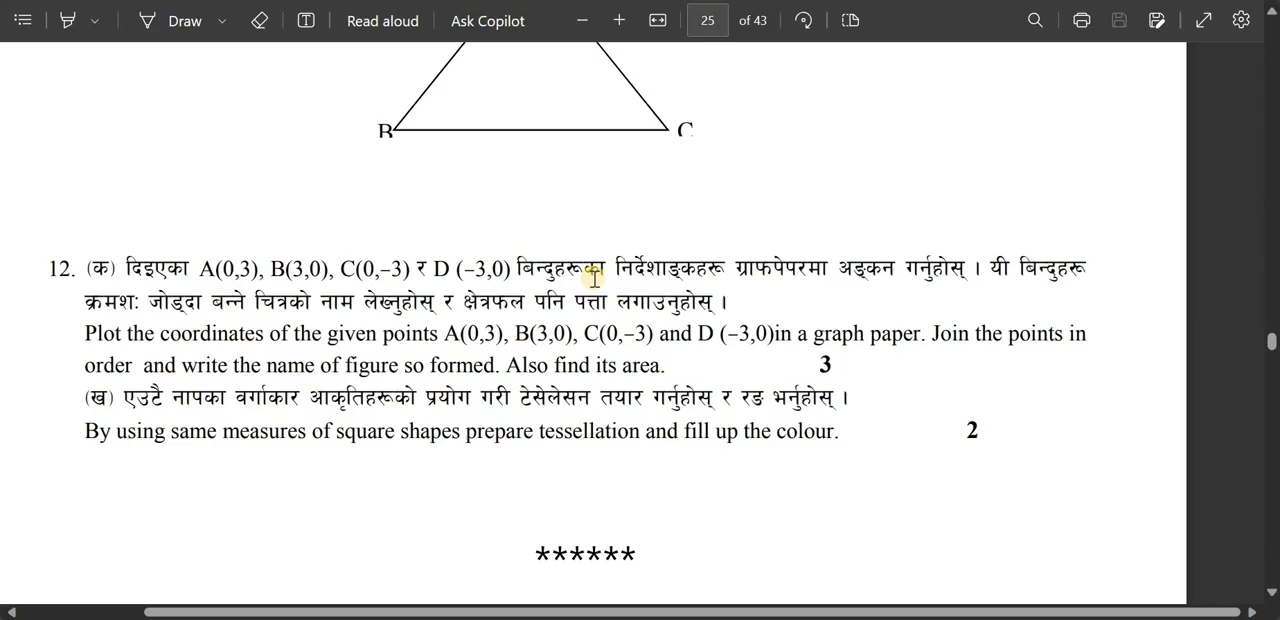 Draw
Read aloud
Ask Copilot
25 of 43
B C
12. (क) दिइएका A(0,3), B(3,0), C(0,−3) र D (−3,0) बिन्दुहरूका निर्देशाङ्कहरू ग्राफपेपरमा अङ्कन गर्नुहोस् । यी बिन्दुहरू
क्रमशः जोड्दा बन्ने चित्रको नाम लेख्नुहोस् र क्षेत्रफल पनि पत्ता लगाउनुहोस् ।
Plot the coordinates of the given points A(0,3), B(3,0), C(0,−3) and D (−3,0)in a graph paper. Join the points in
order and write the name of figure so formed. Also find its area. 3
(ख) एउटै नापका वर्गाकार आकृतिहरूको प्रयोग गरी टेसेलेसन तयार गर्नुहोस् र रङ भर्नुहोस् ।
By using same measures of square shapes prepare tessellation and fill up the colour. 2
******